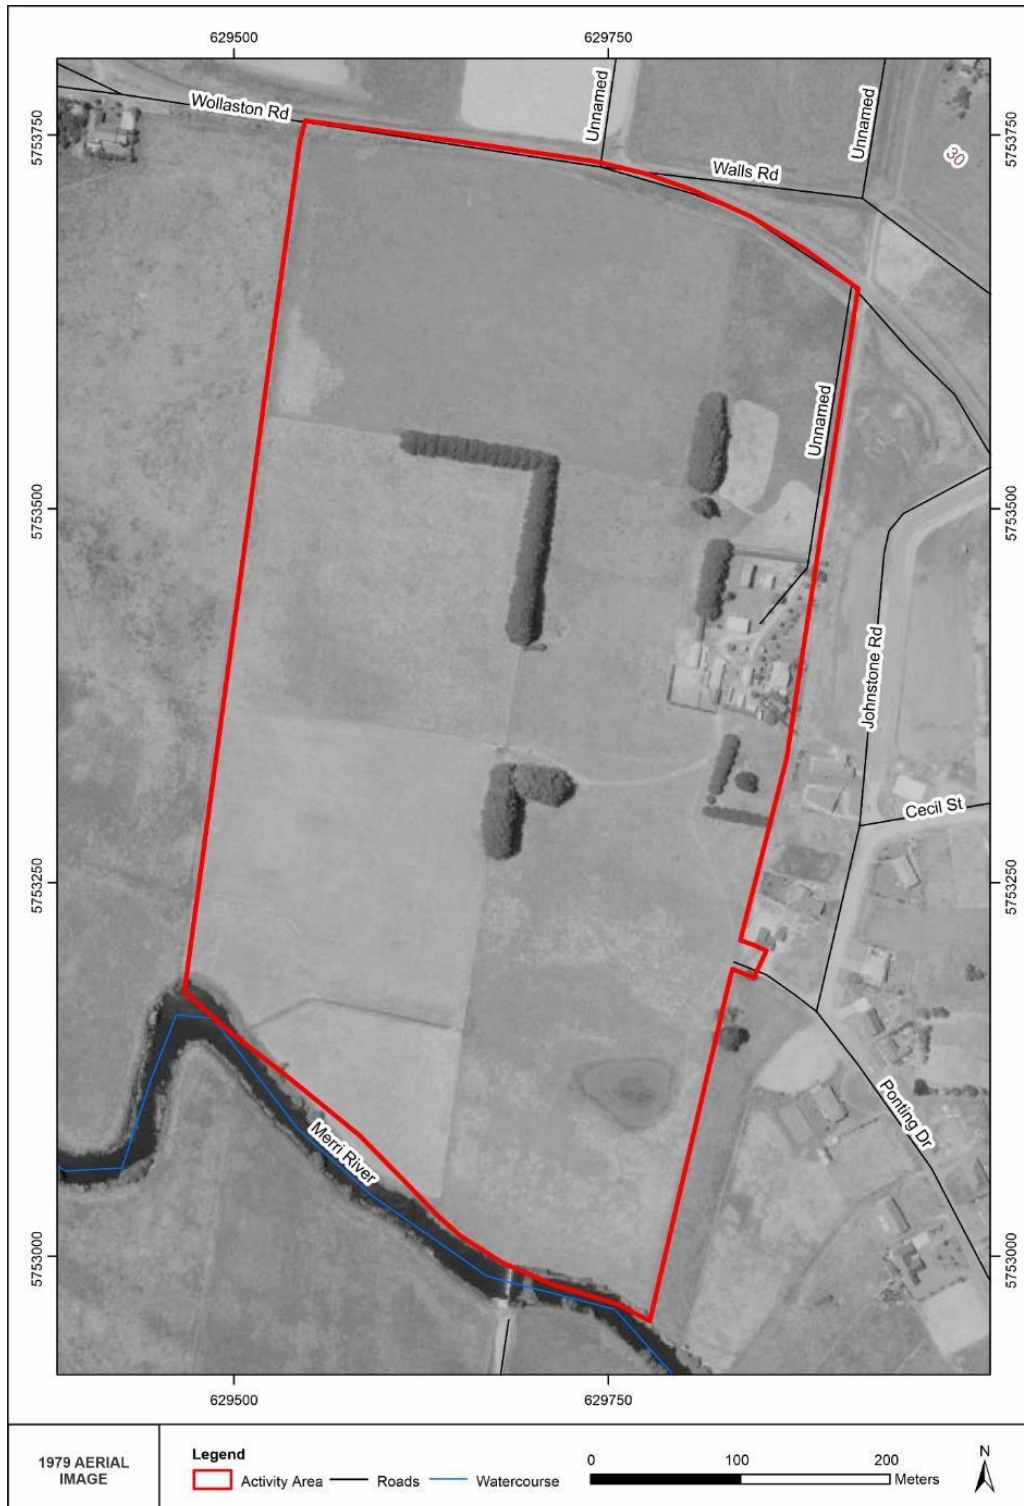 629500
629750
5753750
5753750
Wollaston Rd
Unnamed
Unnamed
30
Walls Rd
Unnamed
5753500
5753500
Johnstone Rd
Cecil St
5753250
5753250
Ponting Dr
Merri River
5753000
5753000
629500
629750
1979 AERIAL
IMAGE
Legend
Activity Area
Roads
Watercourse
0
100
200
Meters
N